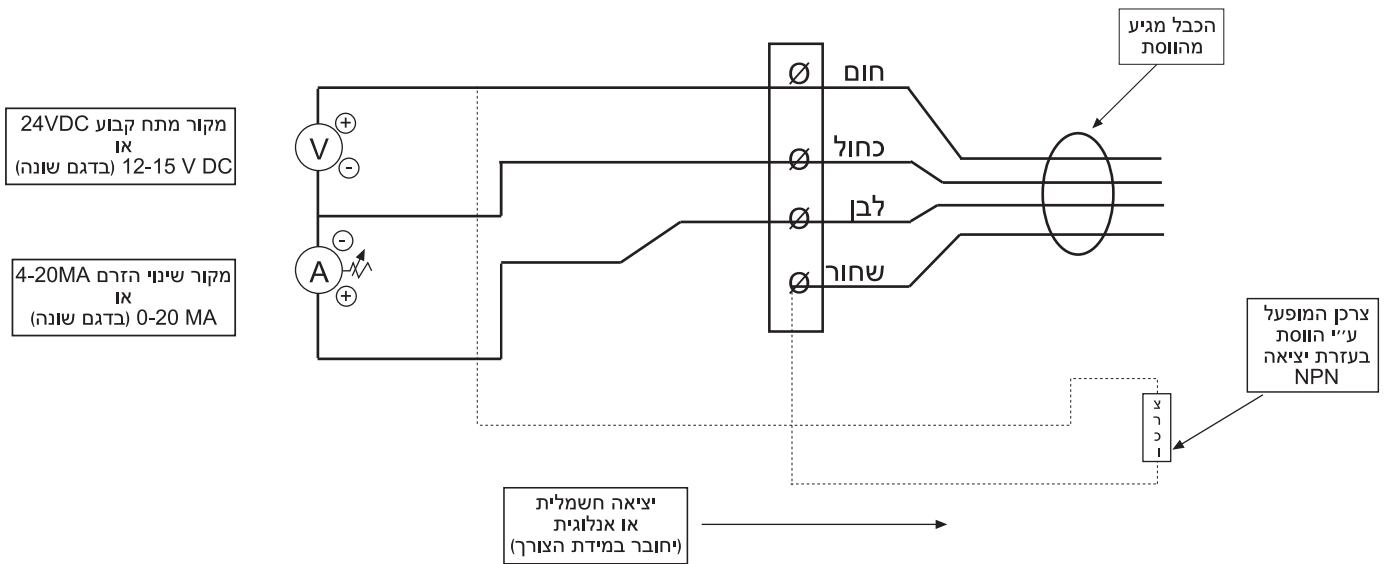 הכבל מגיע
מהווסת
חום
כחול
לבן
שחור
Ø
Ø
Ø
Ø
מקור מתח קבוע 24VDC
או
12-15 V DC (בדגם שונה)
V
+
-
מקור שינוי הזרם 4-20MA
או
0-20 MA (בדגם שונה)
-
A
+
צרכן המופעל
ע״י הווסת
בעזרת יציאה
NPN
צ
ר
כ
ו
יציאה חשמלית
או אנלוגית
(יחובר במידת הצורך)